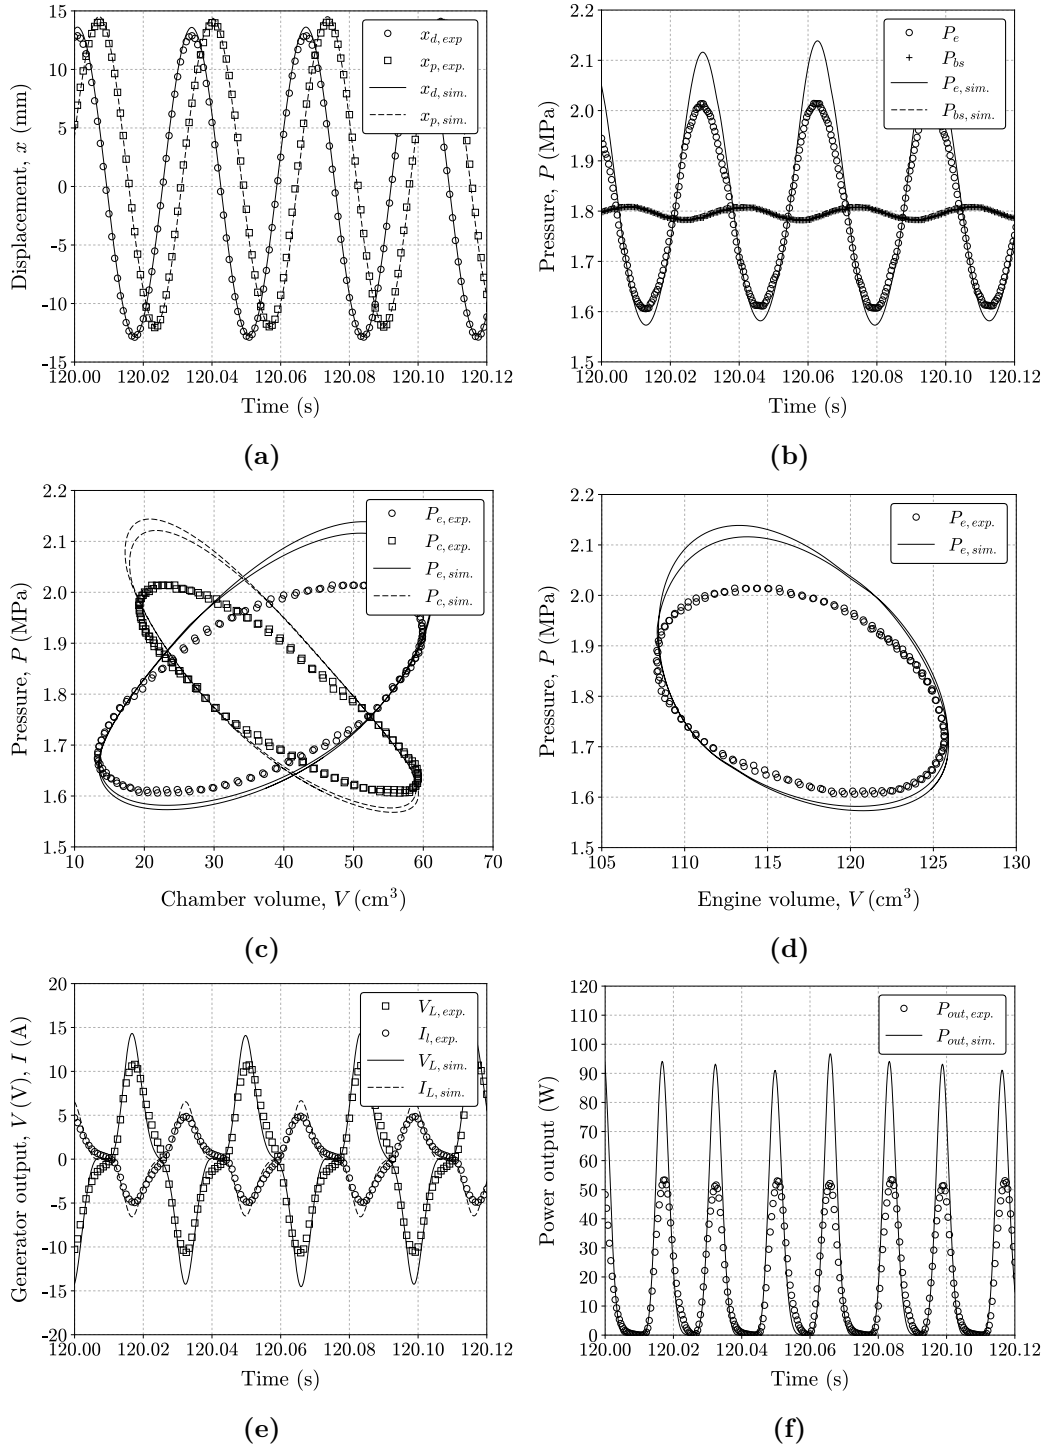 15
10
5
0
-5
-10
-15
Displacement, x (mm)
x_{d,exp}
x_{p,exp.}
x_{d,sim.}
x_{p,sim.}
120.00 120.02 120.04 120.06 120.08 120.10 120.12
Time (s)
(a)
2.2
2.1
2.0
1.9
1.8
1.7
1.6
1.5
Pressure, P (MPa)
P_e
P_{bs}
P_{e,sim.}
P_{bs,sim.}
120.00 120.02 120.04 120.06 120.08 120.10 120.12
Time (s)
(b)
2.2
2.1
2.0
1.9
1.8
1.7
1.6
1.5
Pressure, P (MPa)
P_{e,exp.}
P_{c,exp.}
P_{e,sim.}
P_{c,sim.}
10 20 30 40 50 60 70
Chamber volume, V (cm³)
(c)
2.2
2.1
2.0
1.9
1.8
1.7
1.6
1.5
Pressure, P (MPa)
P_{e,exp.}
P_{e,sim.}
105 110 115 120 125 130
Engine volume, V (cm³)
(d)
20
15
10
5
0
-5
-10
-15
-20
Generator output, V (V), I (A)
V_{L,exp.}
I_{l,exp.}
V_{L,sim.}
I_{L,sim.}
120.00 120.02 120.04 120.06 120.08 120.10 120.12
Time (s)
(e)
120
110
100
90
80
70
60
50
40
30
20
10
0
Power output (W)
P_{out,exp.}
P_{out,sim.}
120.00 120.02 120.04 120.06 120.08 120.10 120.12
Time (s)
(f)